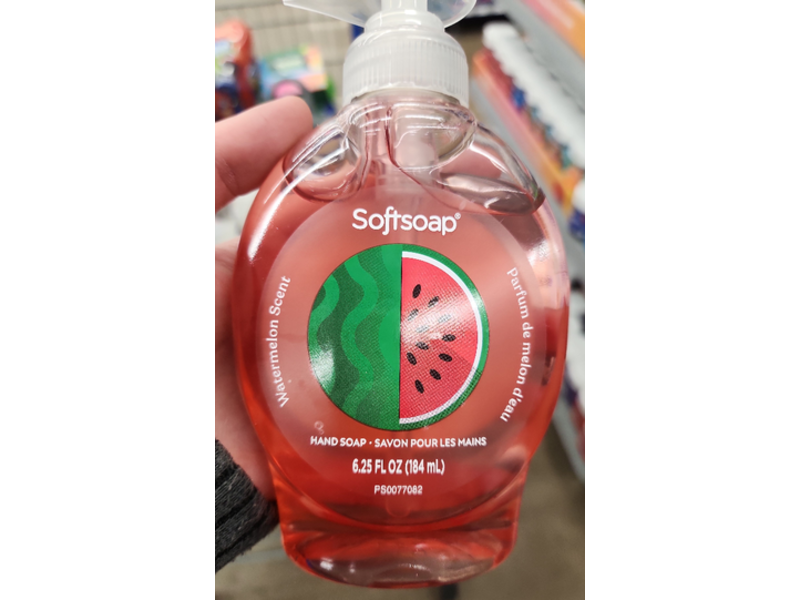 Softsoap®
Watermelon Scent
Parfum de melon d'eau
HAND SOAP • SAVON POUR LES MAINS
6.25 FL OZ (184 mL)
PS0077082